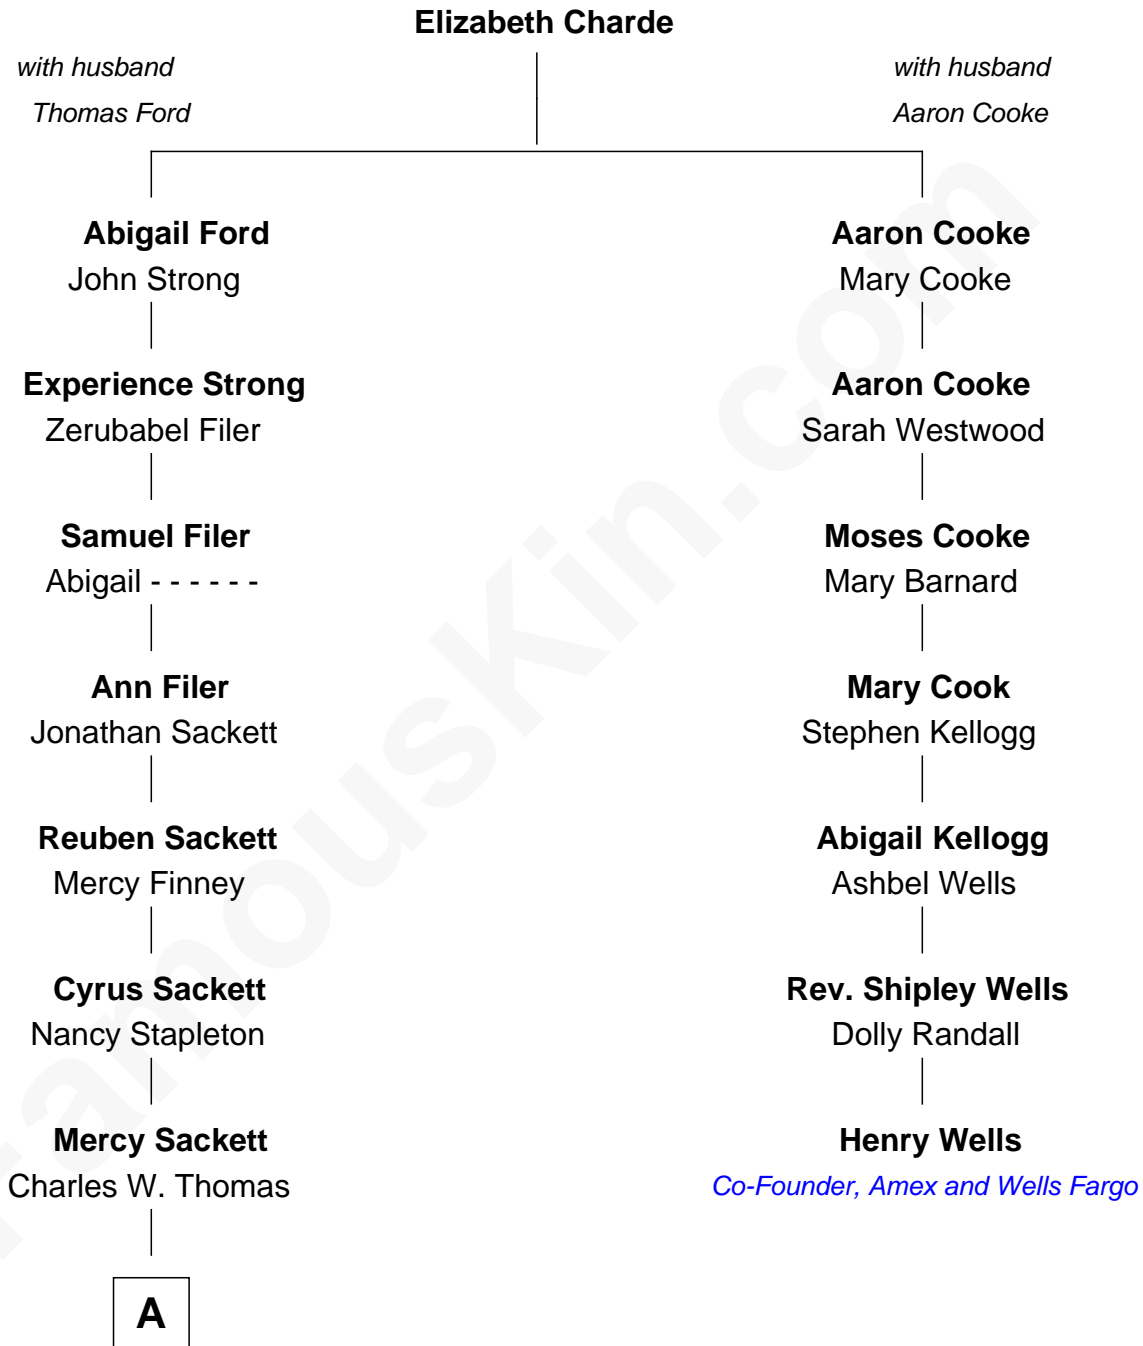 Elizabeth Charde
with husband with husband
Thomas Ford Aaron Cooke
Abigail Ford Aaron Cooke
John Strong Mary Cooke
Experience Strong Aaron Cooke
Zerubabel Filer Sarah Westwood
Samuel Filer Moses Cooke
Abigail - - - - - - Mary Barnard
Ann Filer Mary Cook
Jonathan Sackett Stephen Kellogg
Reuben Sackett Abigail Kellogg
Mercy Finney Ashbel Wells
Cyrus Sackett Rev. Shipley Wells
Nancy Stapleton Dolly Randall
Mercy Sackett Henry Wells
Charles W. Thomas Co-Founder, Amex and Wells Fargo
A
FamousKin.com